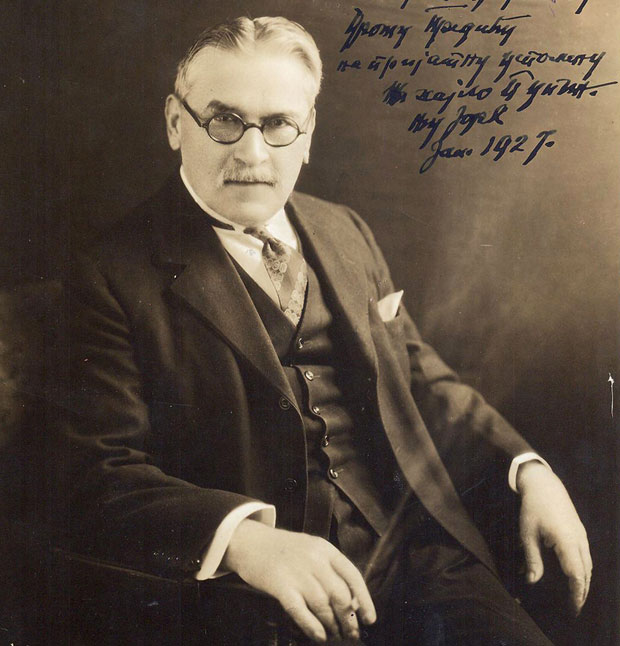 Урошу Предићу
на пријатну успомену
Михајло Пупин.
Њу Јорк
Јан. 1927.